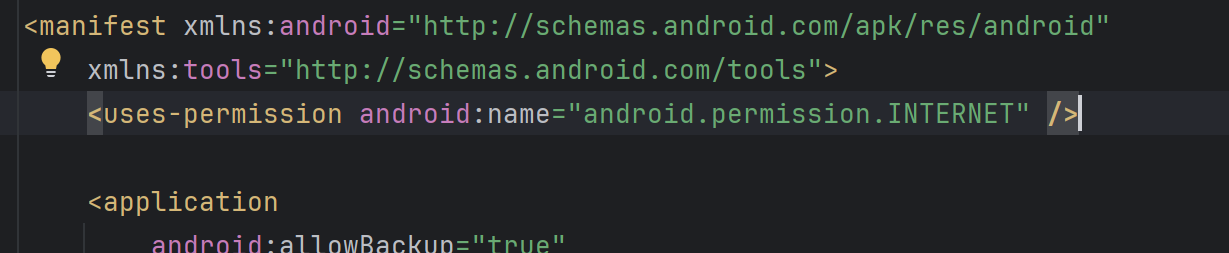 <manifest xmlns:android="http://schemas.android.com/apk/res/android"
xmlns:tools="http://schemas.android.com/tools">
<uses-permission android:name="android.permission.INTERNET" />
<application
android:allowBackup="true"